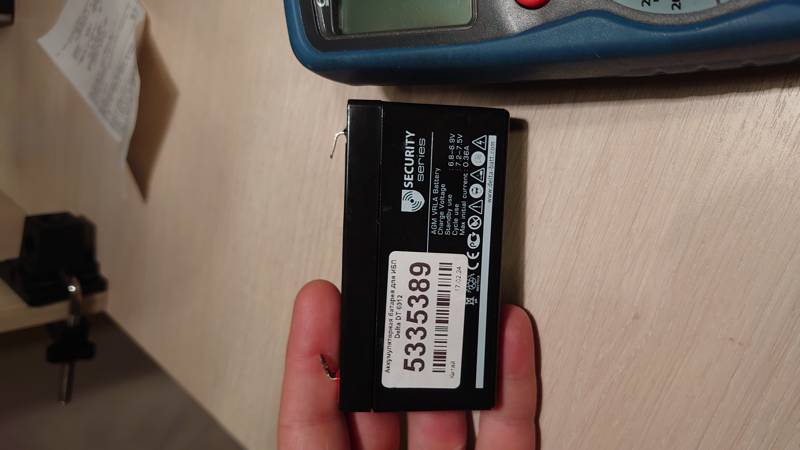 SECURITY
series
AGM VRLA Battery
Charge Voltage
Standby use : 6.8-6.9V
Cycle use : 7.2-7.5V
Max initial current : 0.36A
www.delta-batt.com
Аккумуляторная батарея для ИБП
Delta DT 6012
5335389
17.02.24
Китай